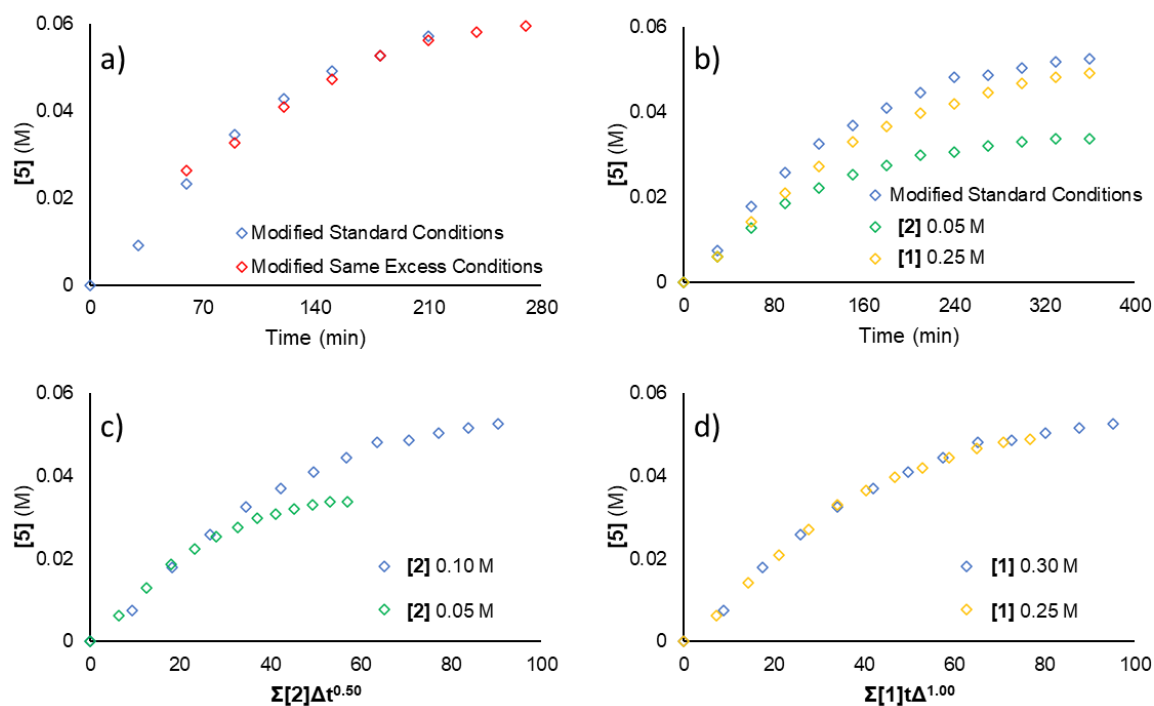 a)
[5] (M)
0.06
0.04
0.02
0
0 70 140 210 280
Time (min)
Modified Standard Conditions
Modified Same Excess Conditions
b)
[5] (M)
0.06
0.04
0.02
0
0 80 160 240 320 400
Time (min)
Modified Standard Conditions
[2] 0.05 M
[1] 0.25 M
c)
[5] (M)
0.06
0.04
0.02
0
0 20 40 60 80 100
Σ[2]Δt^0.50
[2] 0.10 M
[2] 0.05 M
d)
[5] (M)
0.06
0.04
0.02
0
0 20 40 60 80 100
Σ[1]tΔ^1.00
[1] 0.30 M
[1] 0.25 M